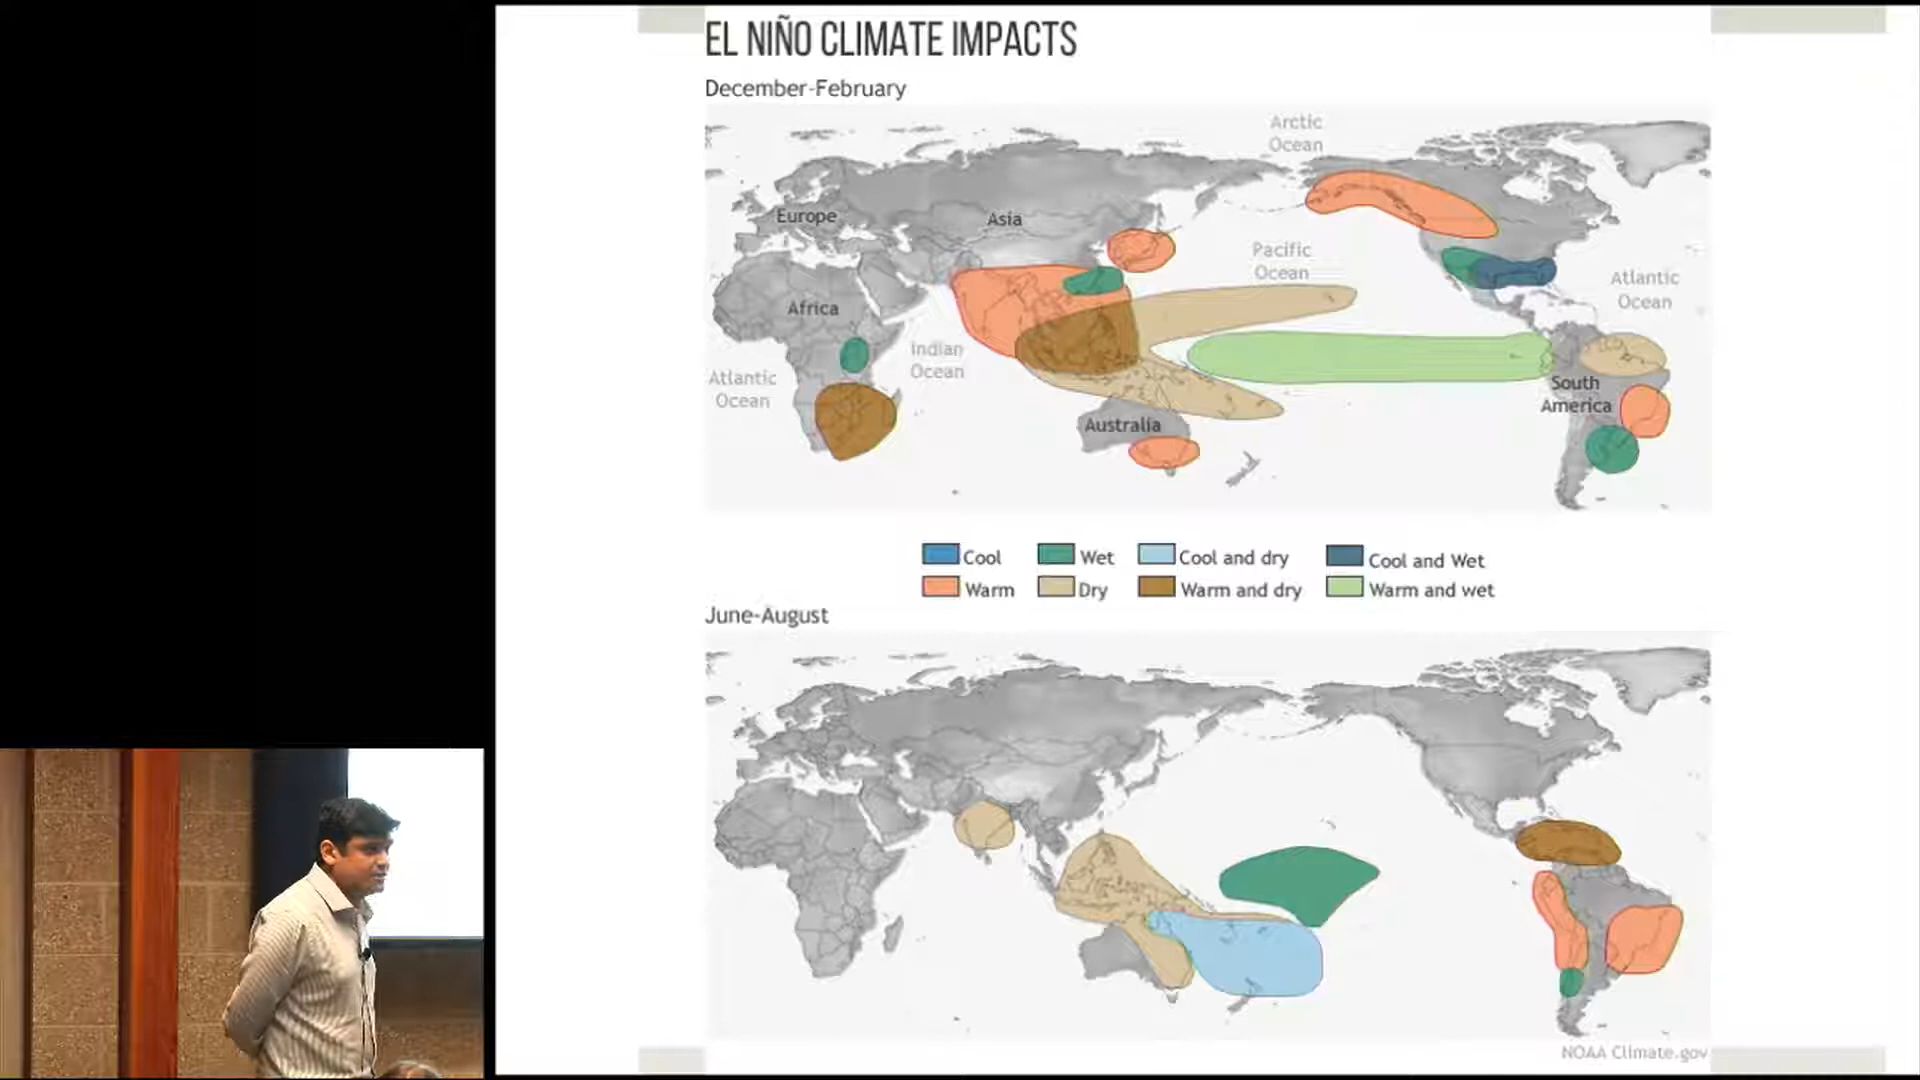 EL NIÑO CLIMATE IMPACTS
December-February
Arctic
Ocean
Europe
Asia
Pacific
Ocean
Atlantic
Ocean
Africa
Indian
Ocean
Atlantic
Ocean
South
America
Australia
Cool
Wet
Cool and dry
Cool and Wet
Warm
Dry
Warm and dry
Warm and wet
June-August
NOAA Climate.gov